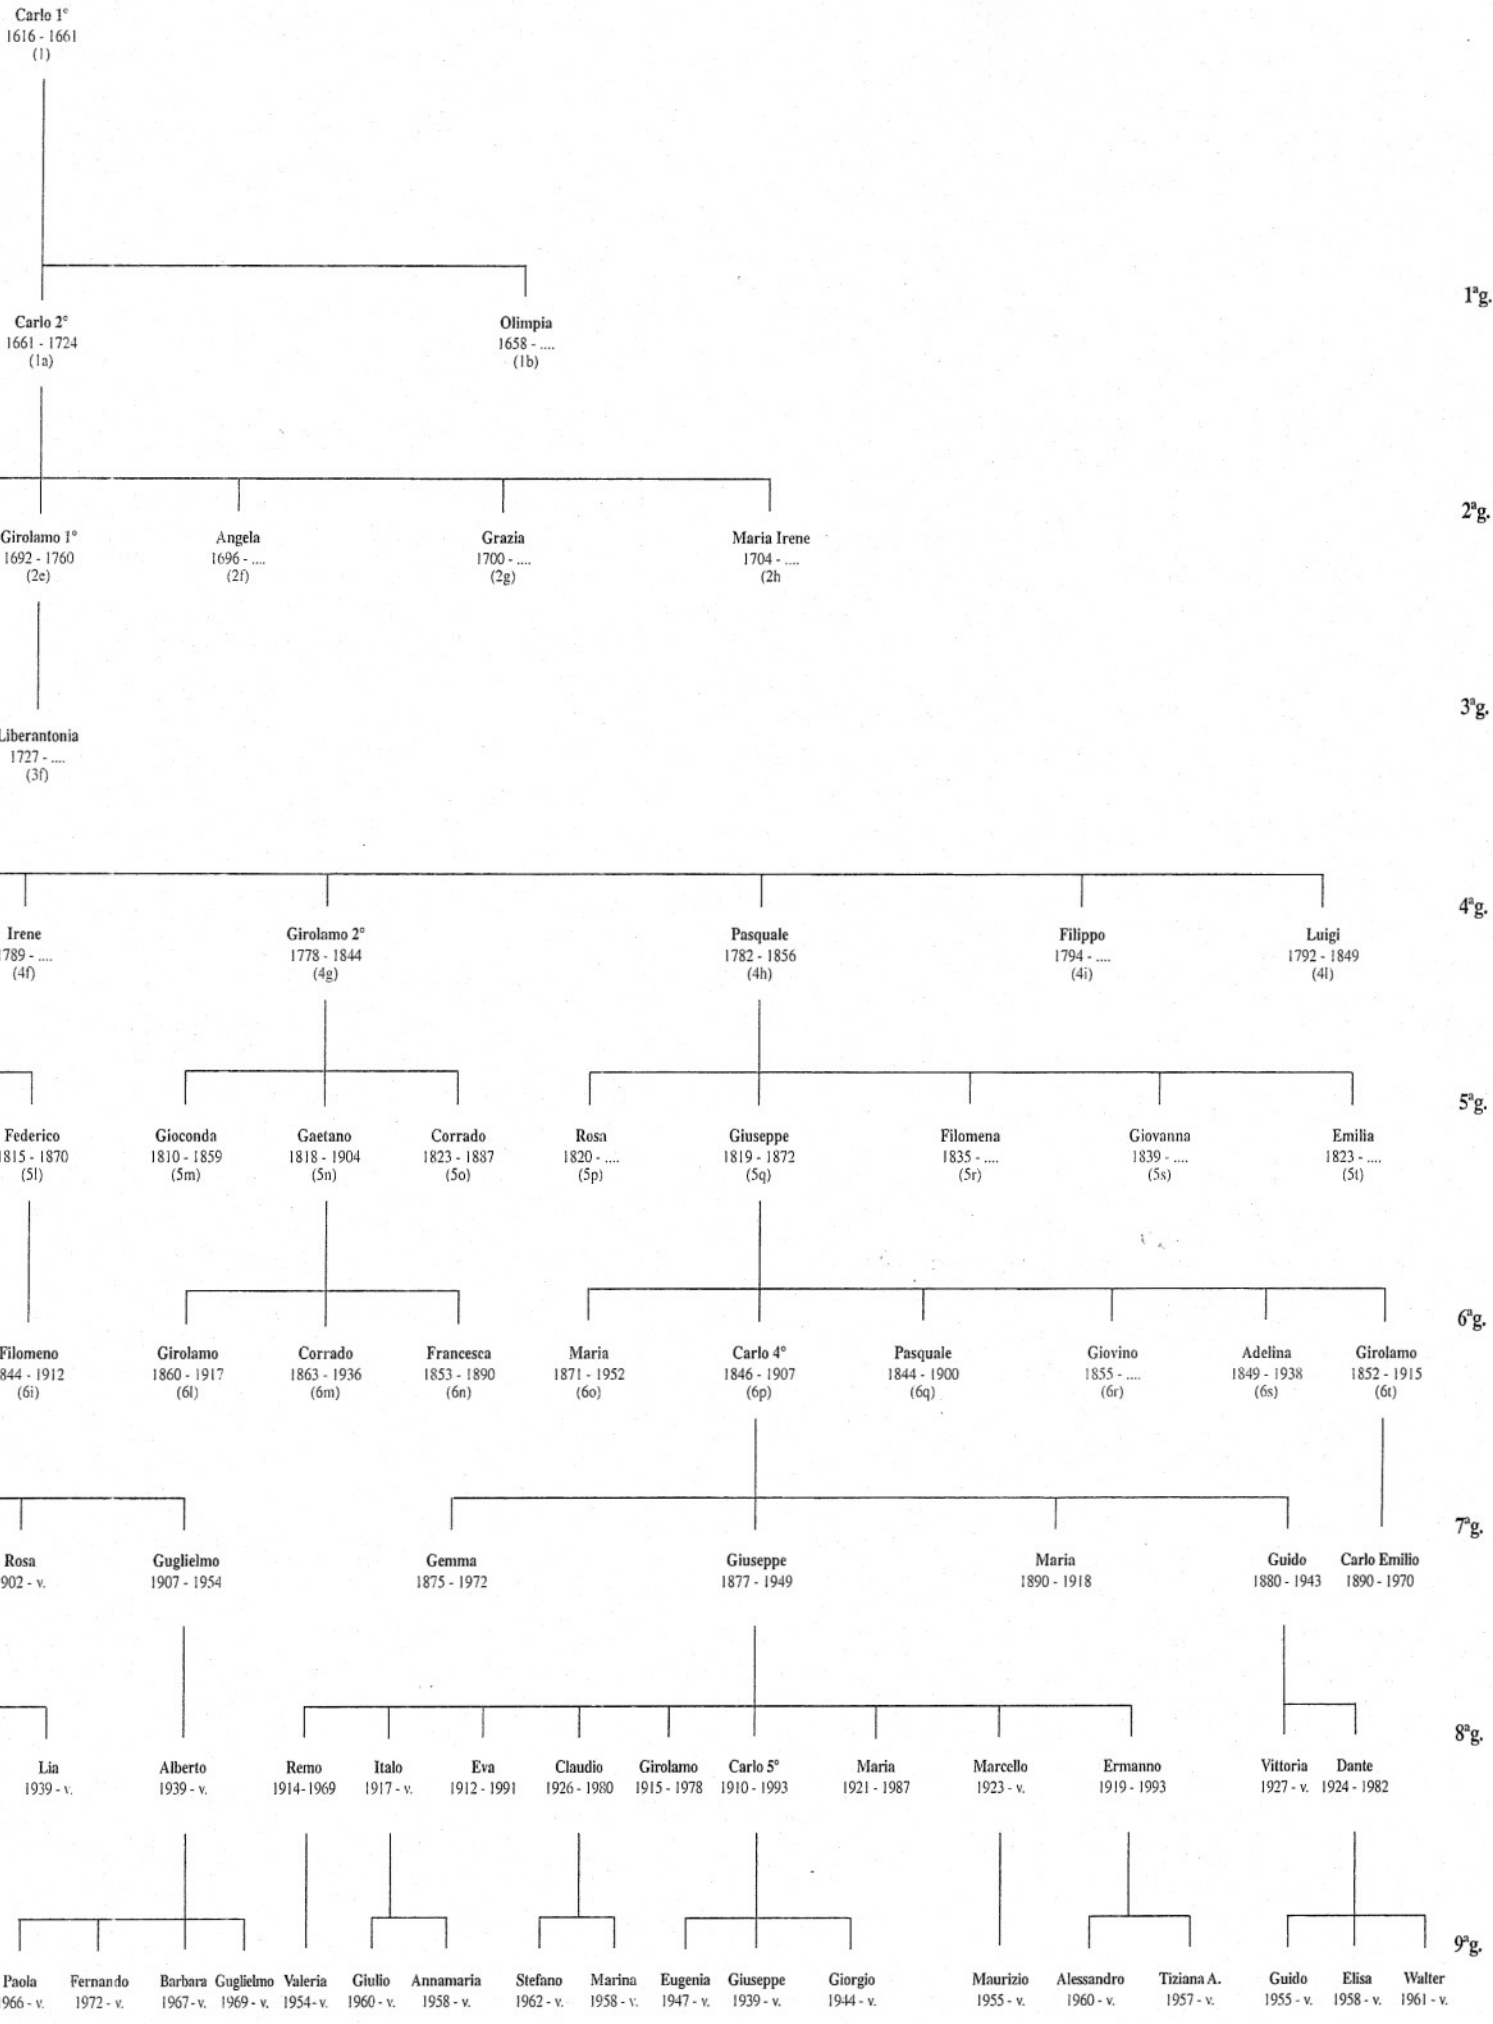 Carlo 1°
1616 - 1661
(1)
1ªg.
Carlo 2° Olimpia
1661 - 1724 1658 - ....
(1a) (1b)
2ªg.
Girolamo 1° Angela Grazia Maria Irene
1692 - 1760 1696 - .... 1700 - .... 1704 - ....
(2e) (2f) (2g) (2h
3ªg.
Liberantonia
1727 - ....
(3f)
4ªg.
Irene Girolamo 2° Pasquale Filippo Luigi
789 - .... 1778 - 1844 1782 - 1856 1794 - .... 1792 - 1849
(4f) (4g) (4h) (4i) (4l)
5ªg.
Federico Gioconda Gaetano Corrado Rosa Giuseppe Filomena Giovanna Emilia
1815 - 1870 1810 - 1859 1818 - 1904 1823 - 1887 1820 - .... 1819 - 1872 1835 - .... 1839 - .... 1823 - ....
(5l) (5m) (5n) (5o) (5p) (5q) (5r) (5s) (5t)
6ªg.
Filomeno Girolamo Corrado Francesca Maria Carlo 4° Pasquale Giovino Adelina Girolamo
844 - 1912 1860 - 1917 1863 - 1936 1853 - 1890 1871 - 1952 1846 - 1907 1844 - 1900 1855 - .... 1849 - 1938 1852 - 1915
(6i) (6l) (6m) (6n) (6o) (6p) (6q) (6r) (6s) (6t)
7ªg.
Rosa Guglielmo Gemma Giuseppe Maria Guido Carlo Emilio
902 - v. 1907 - 1954 1875 - 1972 1877 - 1949 1890 - 1918 1880 - 1943 1890 - 1970
8ªg.
Lia Alberto Remo Italo Eva Claudio Girolamo Carlo 5° Maria Marcello Ermanno Vittoria Dante
1939 - v. 1939 - v. 1914-1969 1917 - v. 1912 - 1991 1926 - 1980 1915 - 1978 1910 - 1993 1921 - 1987 1923 - v. 1919 - 1993 1927 - v. 1924 - 1982
9ªg.
Paola Fernando Barbara Guglielmo Valeria Giulio Annamaria Stefano Marina Eugenia Giuseppe Giorgio Maurizio Alessandro Tiziana A. Guido Elisa Walter
966 - v. 1972 - v. 1967- v. 1969 - v. 1954- v. 1960 - v. 1958 - v. 1962 - v. 1958 - v. 1947 - v. 1939 - v. 1944 - v. 1955 - v. 1960 - v. 1957 - v. 1955 - v. 1958 - v. 1961 - v.